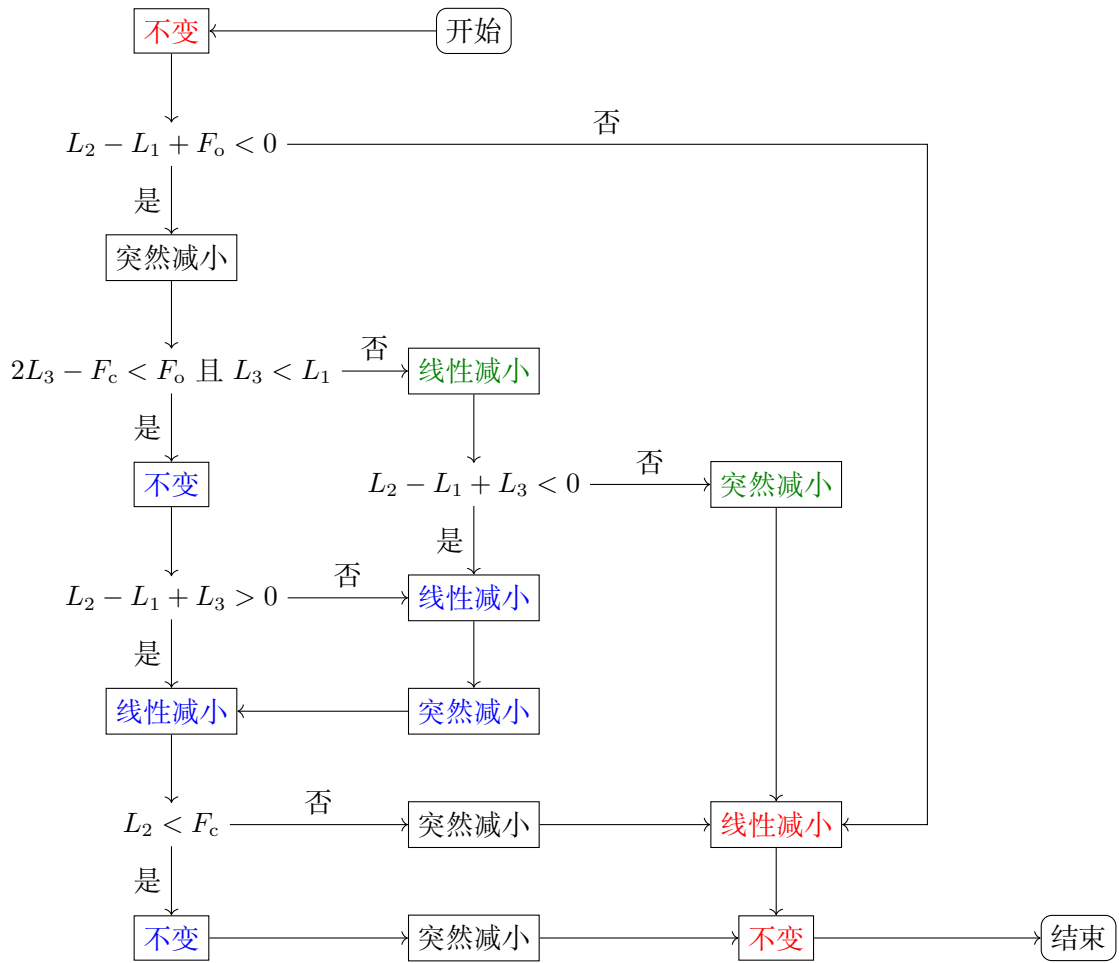 不变
开始
L₂ − L₁ + Fₒ < 0
否
是
突然减小
2L₃ − F_c < Fₒ 且 L₃ < L₁
否
线性减小
是
不变
L₂ − L₁ + L₃ < 0
否
突然减小
是
L₂ − L₁ + L₃ > 0
否
线性减小
是
线性减小
突然减小
L₂ < F_c
否
突然减小
线性减小
是
不变
突然减小
不变
结束